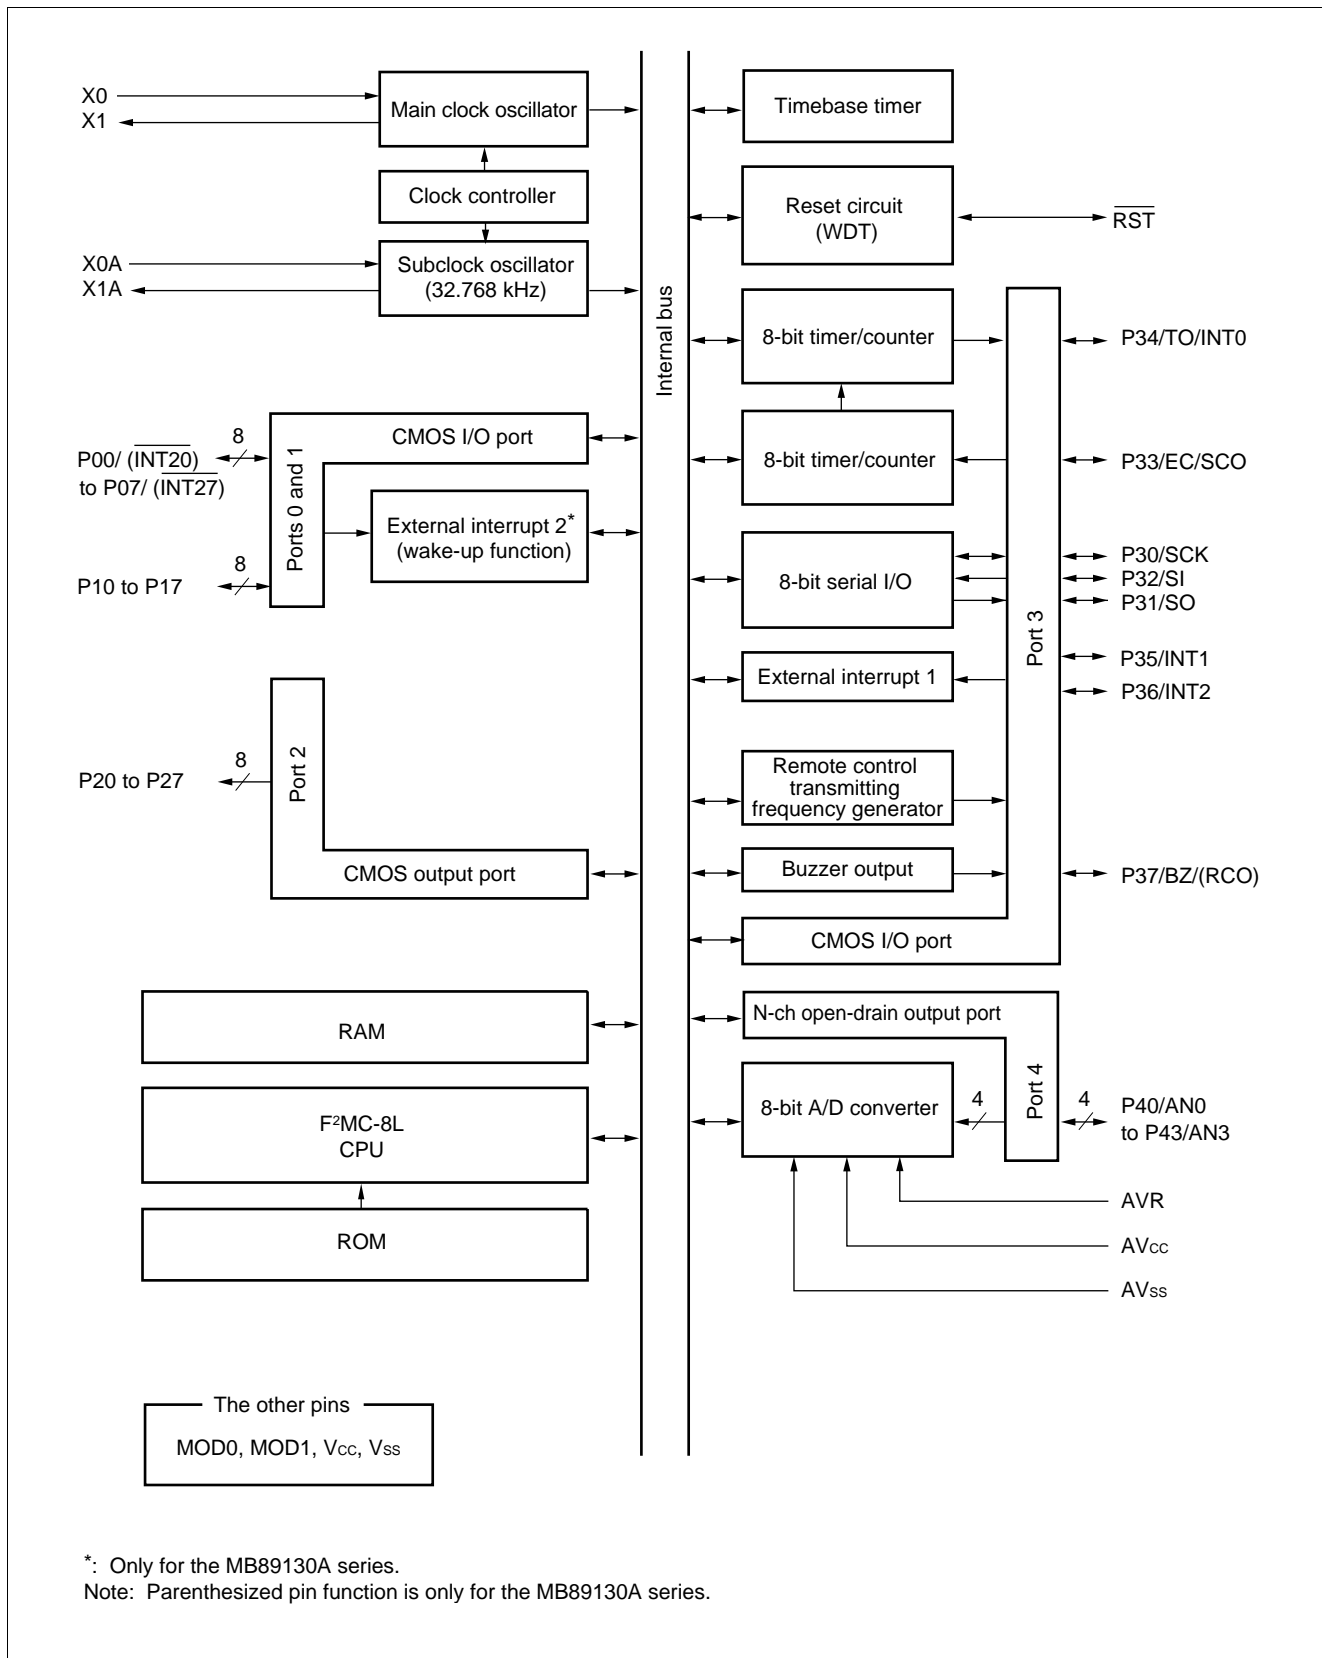 X0
X1
Main clock oscillator
Clock controller
X0A
X1A
Subclock oscillator
(32.768 kHz)
CMOS I/O port
8
P00/ (INT20)
to P07/ (INT27)
Ports 0 and 1
External interrupt 2*
(wake-up function)
8
P10 to P17
Port 2
8
P20 to P27
CMOS output port
RAM
F²MC-8L
CPU
ROM
The other pins
MOD0, MOD1, Vcc, Vss
Internal bus
Timebase timer
Reset circuit
(WDT)
RST
8-bit timer/counter
P34/TO/INT0
8-bit timer/counter
P33/EC/SCO
8-bit serial I/O
P30/SCK
P32/SI
P31/SO
Port 3
External interrupt 1
P35/INT1
P36/INT2
Remote control
transmitting
frequency generator
Buzzer output
P37/BZ/(RCO)
CMOS I/O port
N-ch open-drain output port
Port 4
8-bit A/D converter
4
4
P40/AN0
to P43/AN3
AVR
AVcc
AVss
*: Only for the MB89130A series.
Note: Parenthesized pin function is only for the MB89130A series.